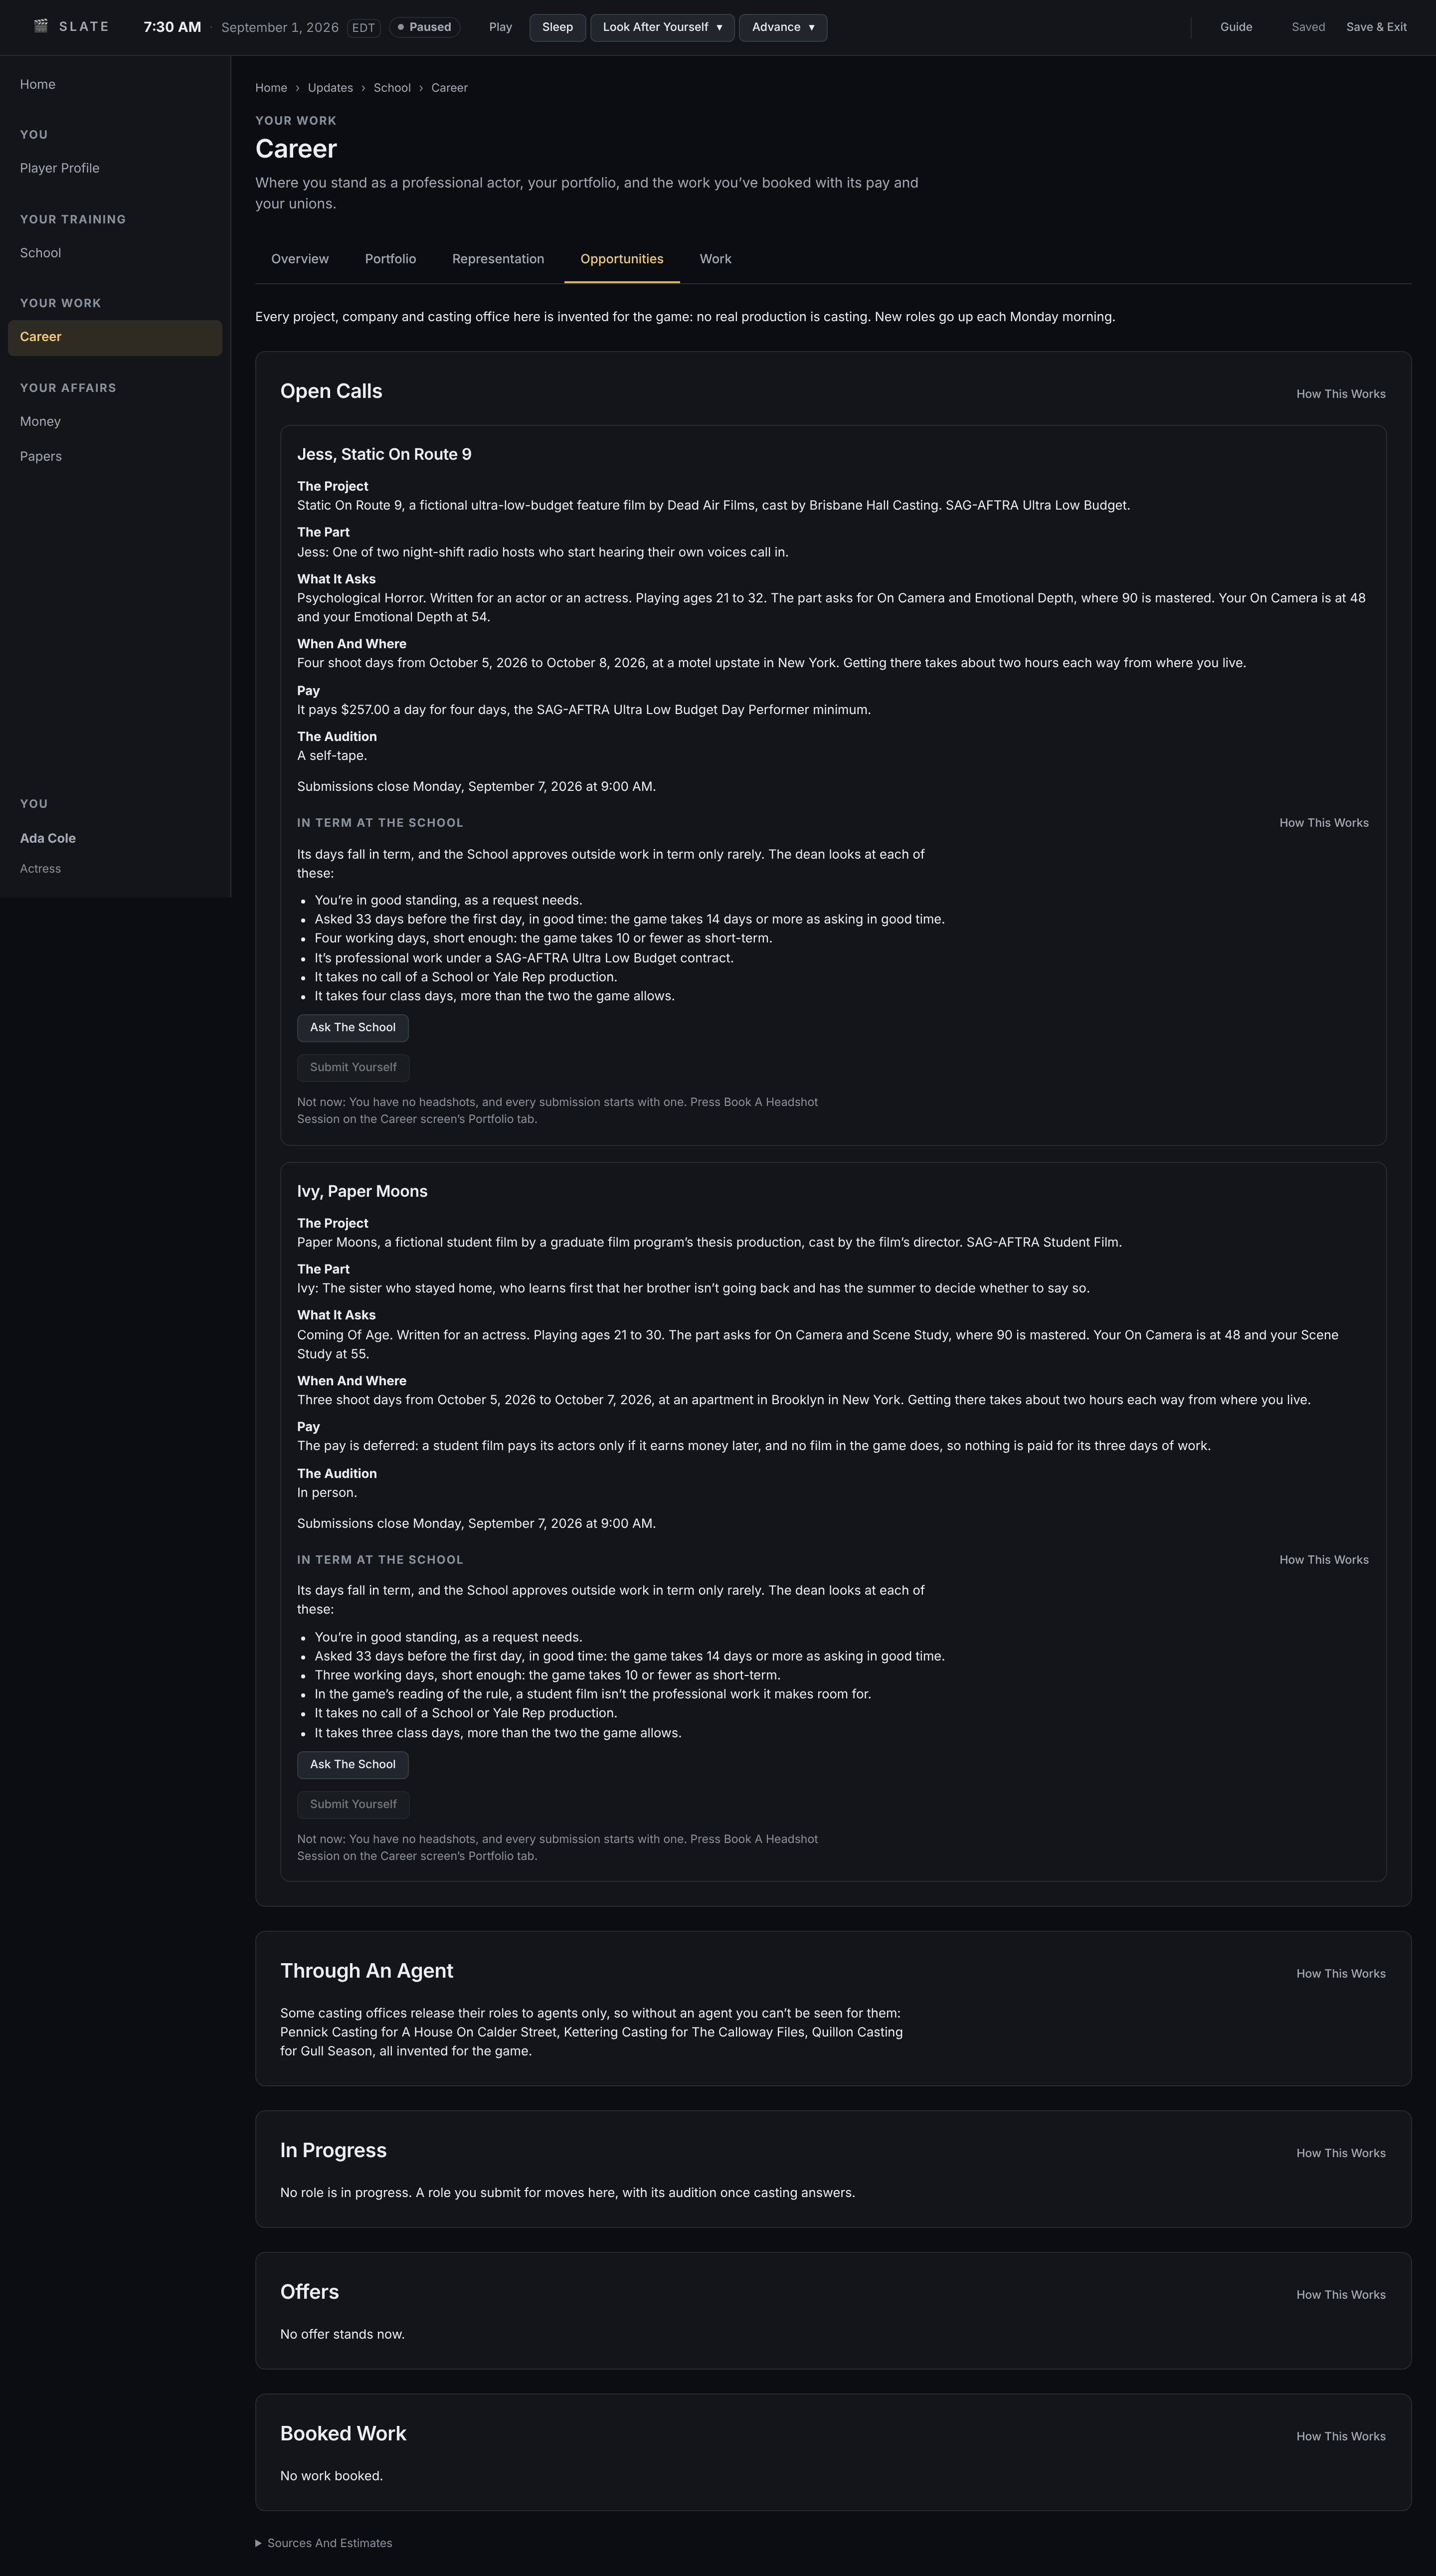 🎬 SLATE 7:30 AM · September 1, 2026 EDT Paused Play Sleep Look After Yourself ▾ Advance ▾ Guide Saved Save & Exit
Home
YOU
Player Profile
YOUR TRAINING
School
YOUR WORK
Career
YOUR AFFAIRS
Money
Papers
YOU
Ada Cole
Actress
Home › Updates › School › Career
YOUR WORK
Career
Where you stand as a professional actor, your portfolio, and the work you’ve booked with its pay and
your unions.
Overview Portfolio Representation Opportunities Work
Every project, company and casting office here is invented for the game: no real production is casting. New roles go up each Monday morning.
Open Calls How This Works
Jess, Static On Route 9
The Project
Static On Route 9, a fictional ultra-low-budget feature film by Dead Air Films, cast by Brisbane Hall Casting. SAG-AFTRA Ultra Low Budget.
The Part
Jess: One of two night-shift radio hosts who start hearing their own voices call in.
What It Asks
Psychological Horror. Written for an actor or an actress. Playing ages 21 to 32. The part asks for On Camera and Emotional Depth, where 90 is mastered. Your On Camera is at 48
and your Emotional Depth at 54.
When And Where
Four shoot days from October 5, 2026 to October 8, 2026, at a motel upstate in New York. Getting there takes about two hours each way from where you live.
Pay
It pays $257.00 a day for four days, the SAG-AFTRA Ultra Low Budget Day Performer minimum.
The Audition
A self-tape.
Submissions close Monday, September 7, 2026 at 9:00 AM.
IN TERM AT THE SCHOOL How This Works
Its days fall in term, and the School approves outside work in term only rarely. The dean looks at each of
these:
• You’re in good standing, as a request needs.
• Asked 33 days before the first day, in good time: the game takes 14 days or more as asking in good time.
• Four working days, short enough: the game takes 10 or fewer as short-term.
• It’s professional work under a SAG-AFTRA Ultra Low Budget contract.
• It takes no call of a School or Yale Rep production.
• It takes four class days, more than the two the game allows.
Ask The School
Submit Yourself
Not now: You have no headshots, and every submission starts with one. Press Book A Headshot
Session on the Career screen’s Portfolio tab.
Ivy, Paper Moons
The Project
Paper Moons, a fictional student film by a graduate film program’s thesis production, cast by the film’s director. SAG-AFTRA Student Film.
The Part
Ivy: The sister who stayed home, who learns first that her brother isn’t going back and has the summer to decide whether to say so.
What It Asks
Coming Of Age. Written for an actress. Playing ages 21 to 30. The part asks for On Camera and Scene Study, where 90 is mastered. Your On Camera is at 48 and your Scene
Study at 55.
When And Where
Three shoot days from October 5, 2026 to October 7, 2026, at an apartment in Brooklyn in New York. Getting there takes about two hours each way from where you live.
Pay
The pay is deferred: a student film pays its actors only if it earns money later, and no film in the game does, so nothing is paid for its three days of work.
The Audition
In person.
Submissions close Monday, September 7, 2026 at 9:00 AM.
IN TERM AT THE SCHOOL How This Works
Its days fall in term, and the School approves outside work in term only rarely. The dean looks at each of
these:
• You’re in good standing, as a request needs.
• Asked 33 days before the first day, in good time: the game takes 14 days or more as asking in good time.
• Three working days, short enough: the game takes 10 or fewer as short-term.
• In the game’s reading of the rule, a student film isn’t the professional work it makes room for.
• It takes no call of a School or Yale Rep production.
• It takes three class days, more than the two the game allows.
Ask The School
Submit Yourself
Not now: You have no headshots, and every submission starts with one. Press Book A Headshot
Session on the Career screen’s Portfolio tab.
Through An Agent How This Works
Some casting offices release their roles to agents only, so without an agent you can’t be seen for them:
Pennick Casting for A House On Calder Street, Kettering Casting for The Calloway Files, Quillon Casting
for Gull Season, all invented for the game.
In Progress How This Works
No role is in progress. A role you submit for moves here, with its audition once casting answers.
Offers How This Works
No offer stands now.
Booked Work How This Works
No work booked.
▶ Sources And Estimates